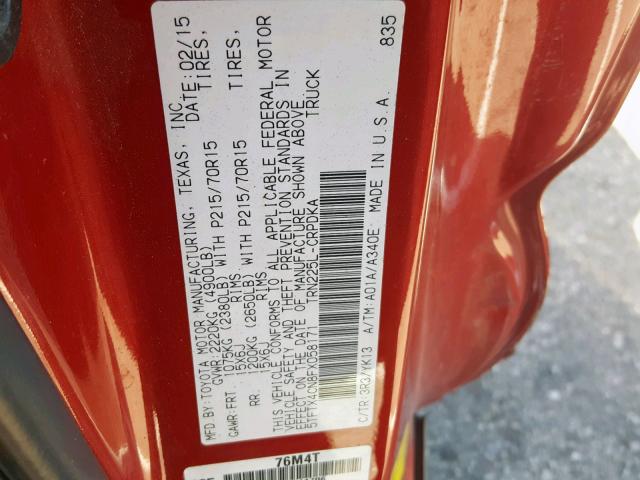 MFD.BY:TOYOTA MOTOR MANUFACTURING, TEXAS, INC. DATE:02/15
GVWR:2220KG (4900LB)
GAWR:FRT. 1075KG (2380LB) WITH P215/70R15 TIRES,
15X6J RIMS
RR. 1200KG (2650LB) WITH P215/70R15 TIRES,
15X6J RIMS
THIS VEHICLE CONFORMS TO ALL APPLICABLE FEDERAL MOTOR
VEHICLE SAFETY AND THEFT PREVENTION STANDARDS IN
EFFECT ON THE DATE OF MANUFACTURE SHOWN ABOVE.
5TFTX4CN8FX058171 TRN225L-CRPDKA TRUCK
C/TR:3R3/YK13 A/TM:A01A/A340E MADE IN U.S.A. 835
76M4T